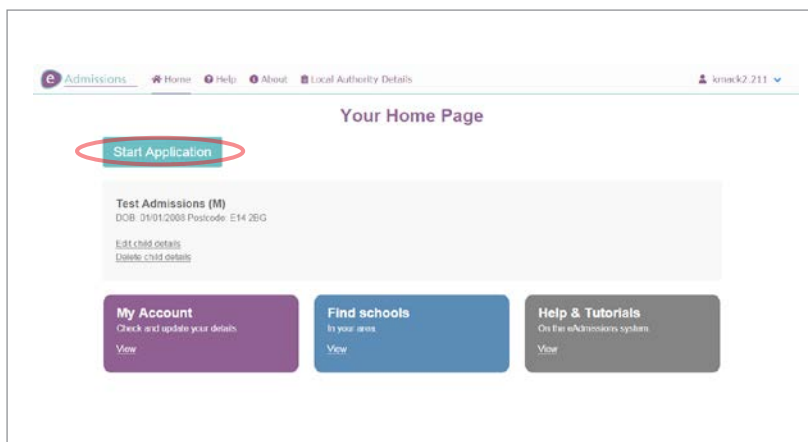 e Admissions Home Help About Local Authority Details kmack2.211
Your Home Page
Start Application
Test Admissions (M)
DOB: 01/01/2008 Postcode: E14 2BG
Edit child details
Delete child details
My Account
Check and update your details
View
Find schools
In your area
View
Help & Tutorials
On the eAdmissions system
View